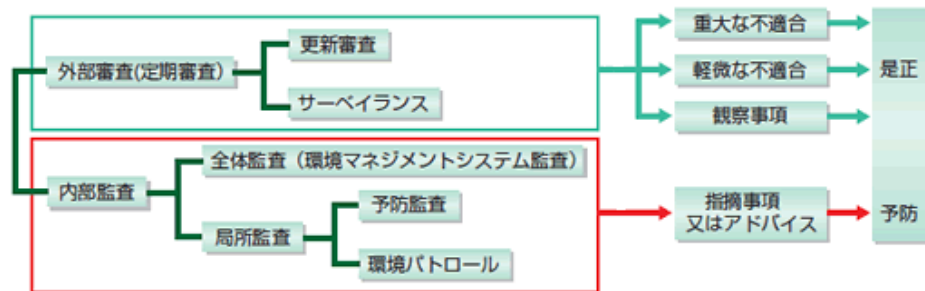 外部審査(定期審査)
更新審査
サーベイランス
重大な不適合
軽微な不適合
観察事項
是正
内部監査
全体監査（環境マネジメントシステム監査）
局所監査
予防監査
環境パトロール
指摘事項
又はアドバイス
予防